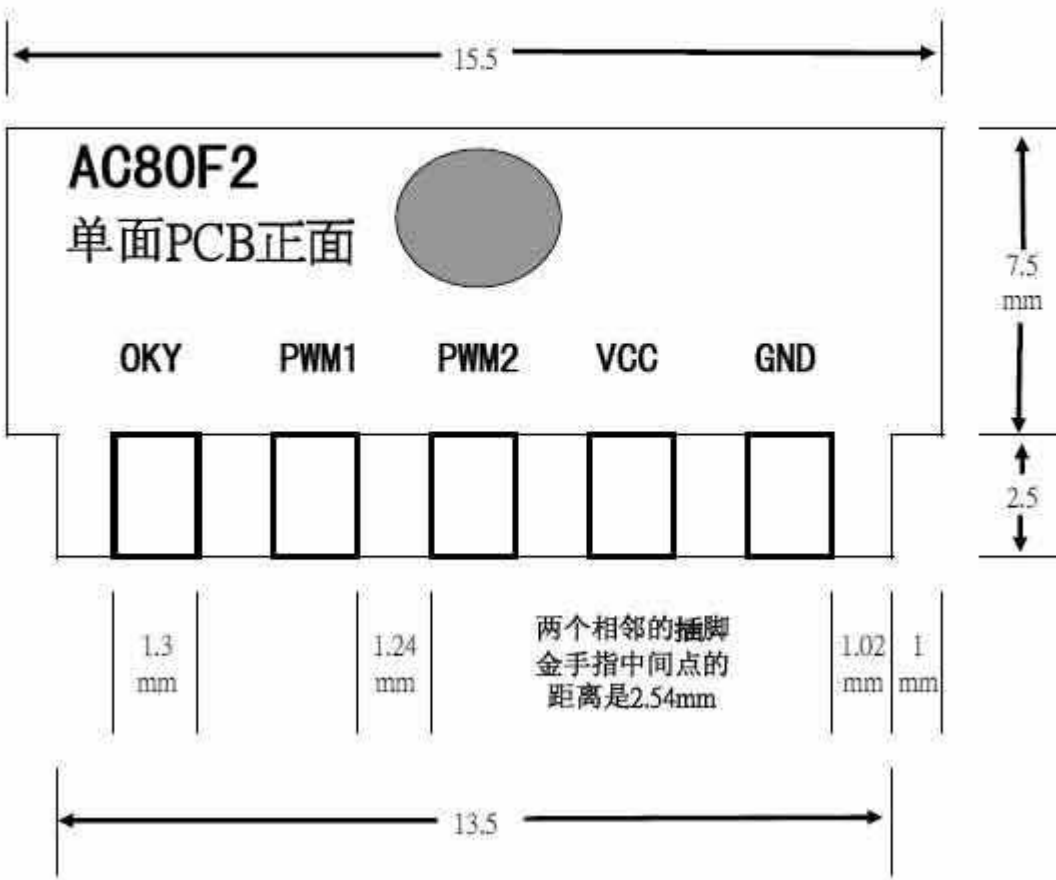 15.5
AC80F2
单面PCB正面
7.5
mm
OKY PWM1 PWM2 VCC GND
2.5
1.3
mm
1.24
mm
两个相邻的插脚
金手指中间点的
距离是2.54mm
1.02
mm
1
mm
13.5